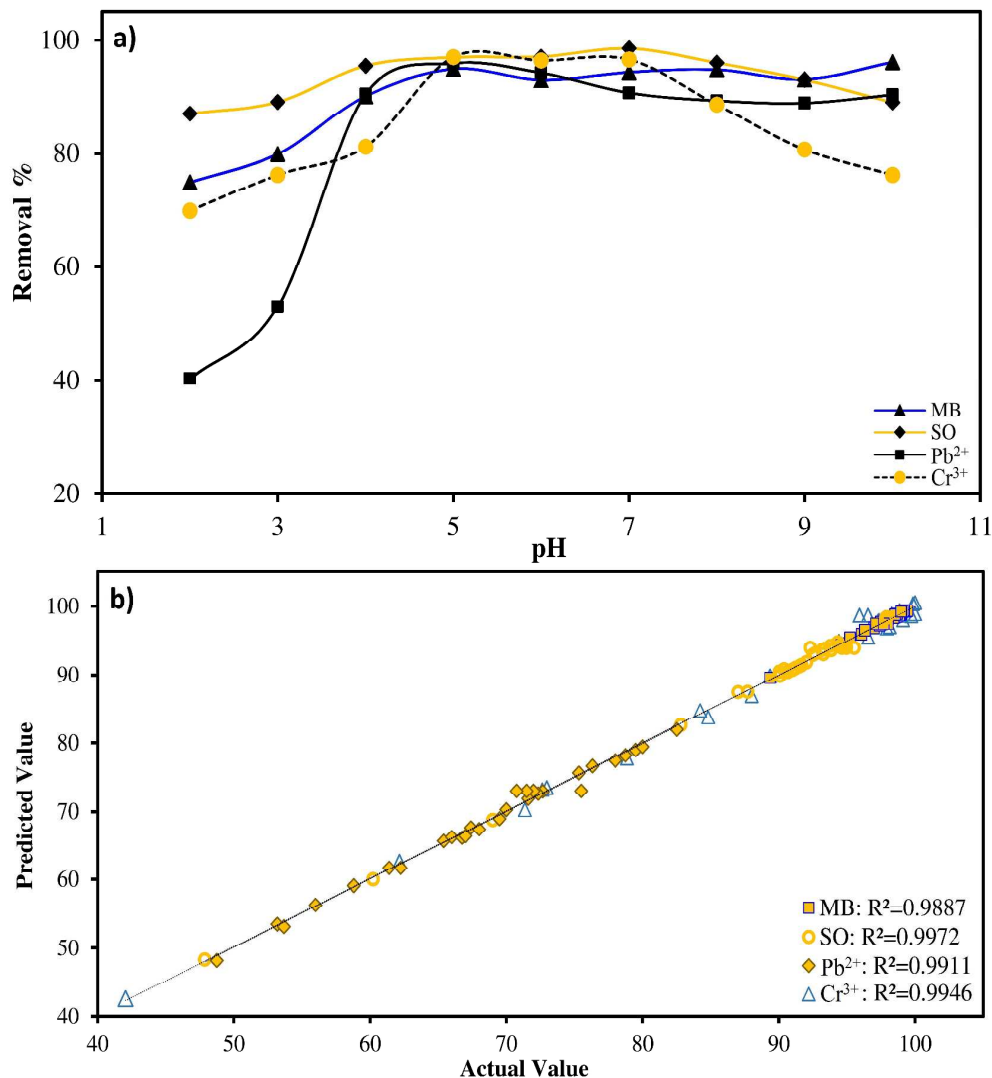 a)
100
80
60
40
20
Removal %
1 3 5 7 9 11
pH
MB
SO
Pb²⁺
Cr³⁺
b)
100
90
80
70
60
50
40
Predicted Value
40 50 60 70 80 90 100
Actual Value
MB: R²=0.9887
SO: R²=0.9972
Pb²⁺: R²=0.9911
Cr³⁺: R²=0.9946